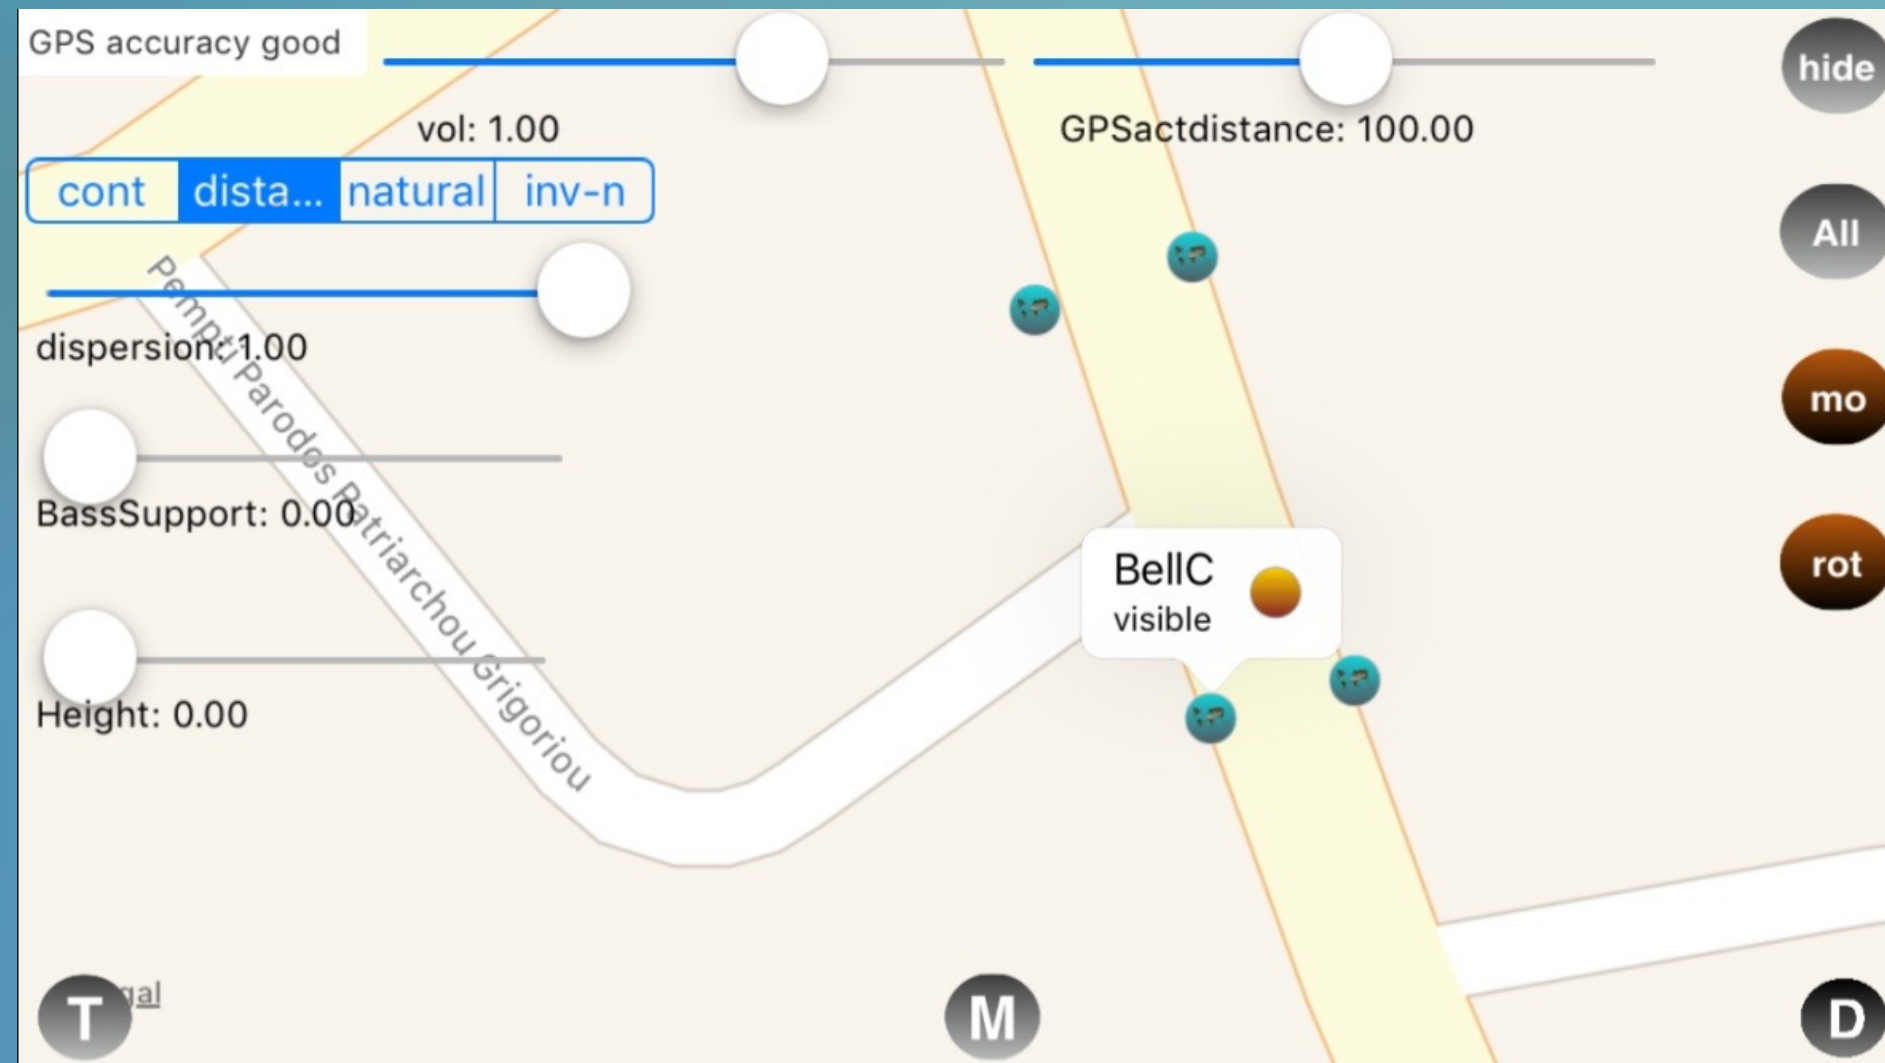 GPS accuracy good
hide
vol: 1.00
GPSactdistance: 100.00
cont dista... natural inv-n
All
dispersion: 1.00
Pempti Parodos Patriarchou Grigoriou
mo
BassSupport: 0.00
rot
BellC
visible
Height: 0.00
gal
T
M
D